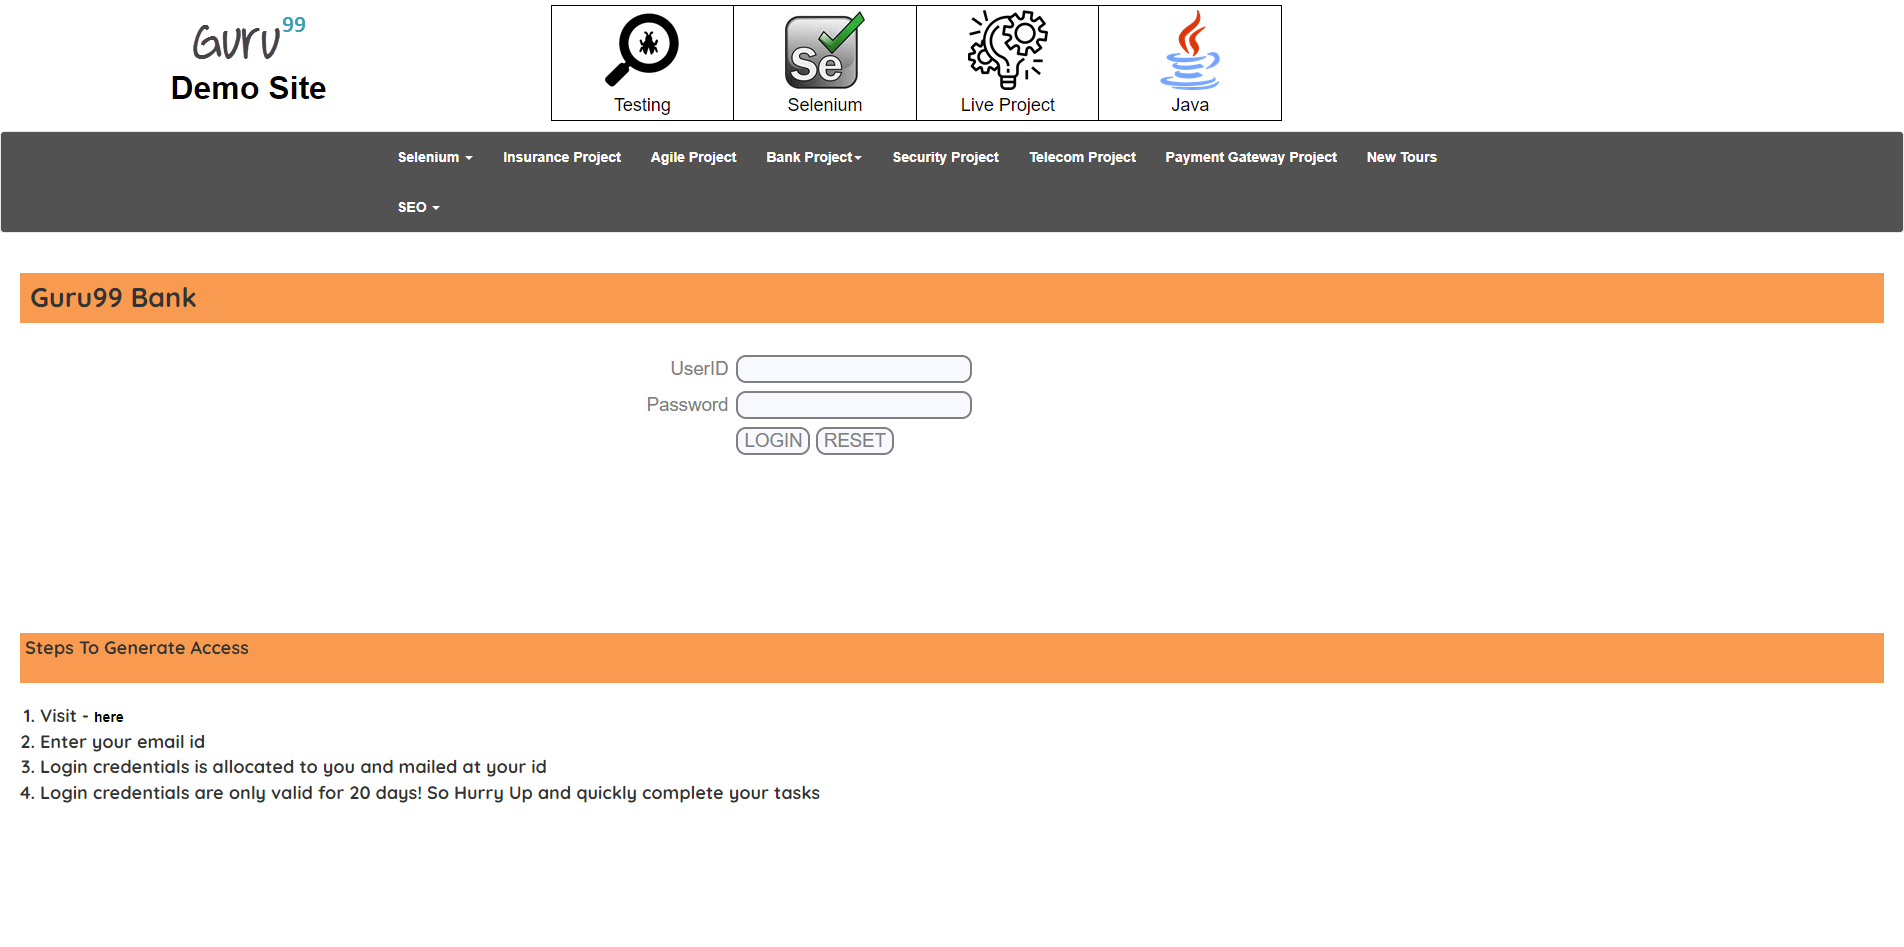 Guru99
Demo Site
Testing
Se
Selenium
Live Project
Java
Selenium
Insurance Project
Agile Project
Bank Project
Security Project
Telecom Project
Payment Gateway Project
New Tours
SEO
Guru99 Bank
UserID
Password
LOGIN RESET
Steps To Generate Access
1. Visit - here
2. Enter your email id
3. Login credentials is allocated to you and mailed at your id
4. Login credentials are only valid for 20 days! So Hurry Up and quickly complete your tasks